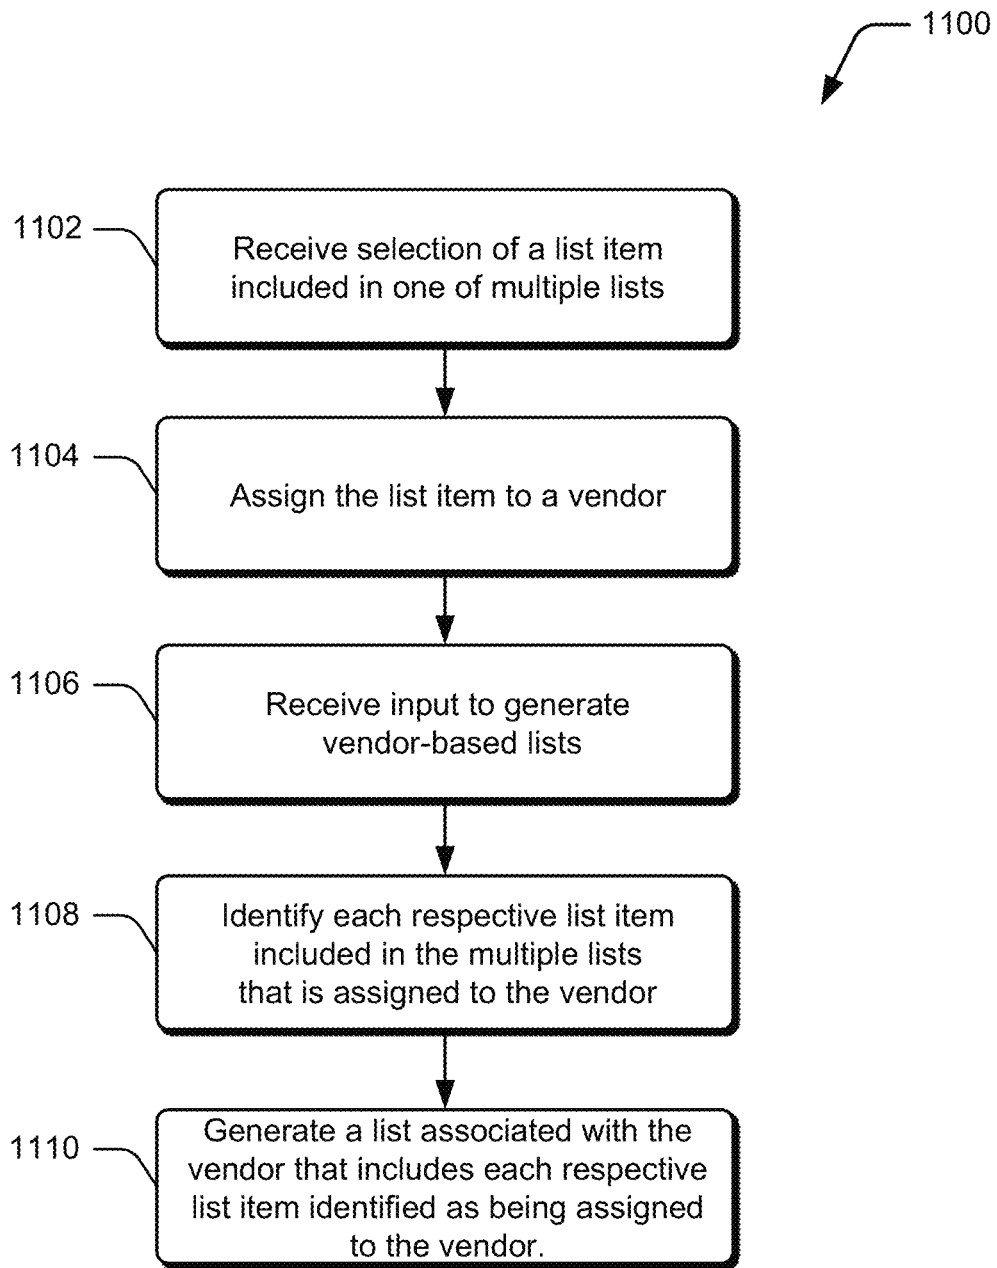 1100
1102
Receive selection of a list item
included in one of multiple lists
1104
Assign the list item to a vendor
1106
Receive input to generate
vendor-based lists
1108
Identify each respective list item
included in the multiple lists
that is assigned to the vendor
1110
Generate a list associated with the
vendor that includes each respective
list item identified as being assigned
to the vendor.